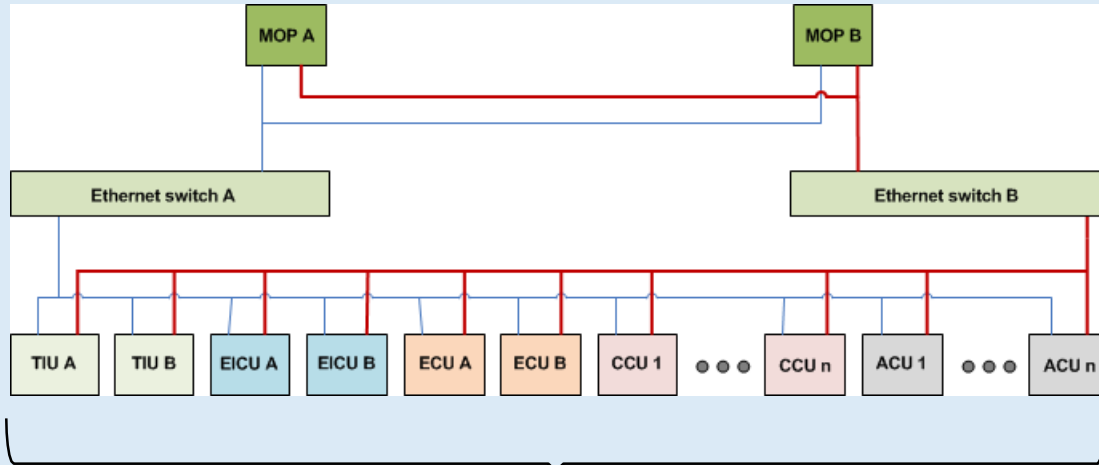 MOP A
MOP B
Ethernet switch A
Ethernet switch B
TIU A
TIU B
EICU A
EICU B
ECU A
ECU B
CCU 1
CCU n
ACU 1
ACU n